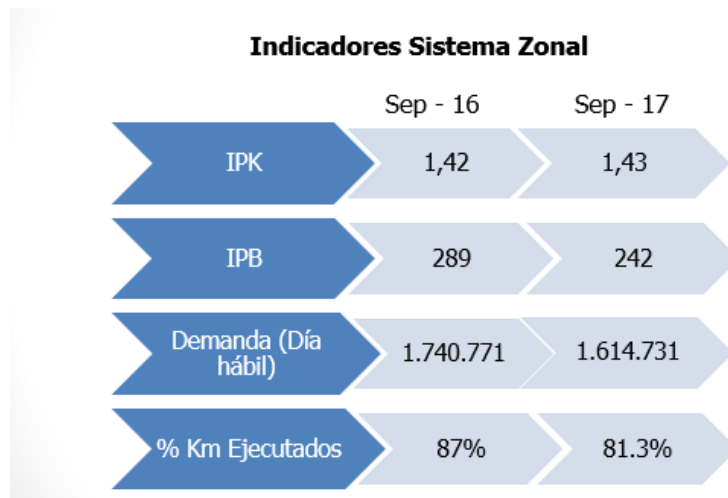 Indicadores Sistema Zonal
Sep - 16 Sep - 17
IPK 1,42 1,43
IPB 289 242
Demanda (Día
hábil) 1.740.771 1.614.731
% Km Ejecutados 87% 81.3%